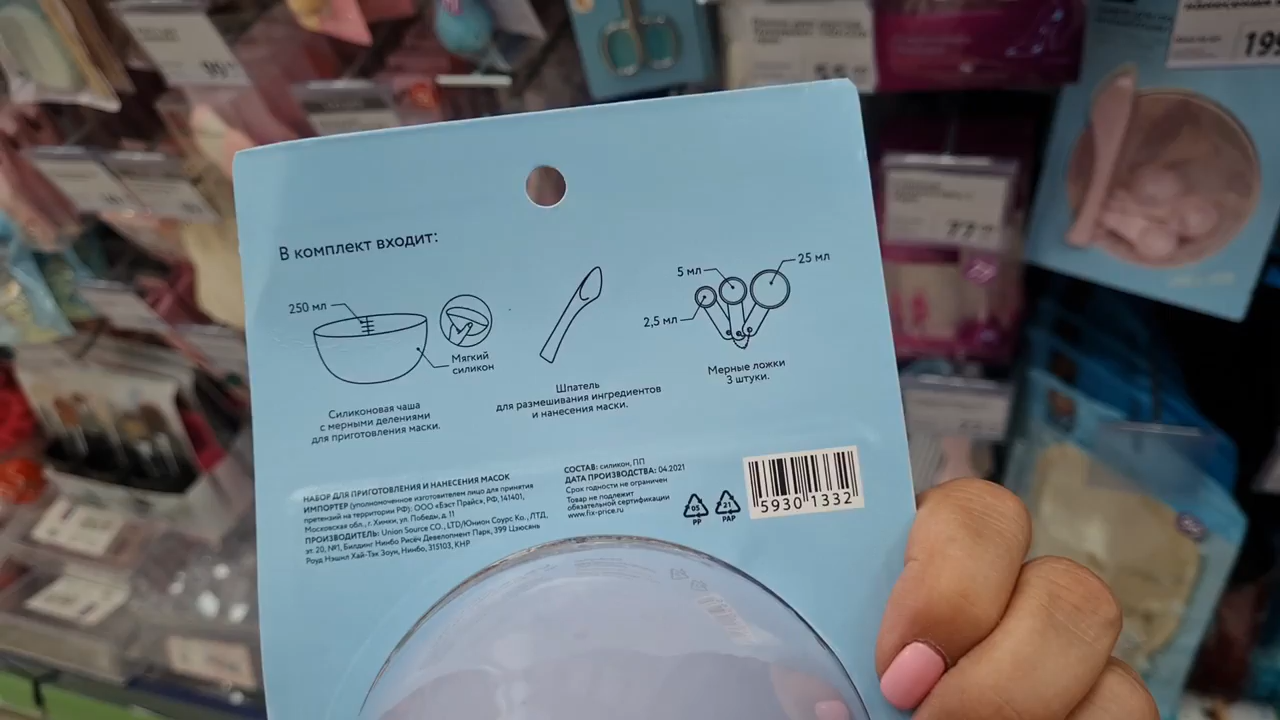 В комплект входит:
250 мл
Мягкий
силикон
Силиконовая чаша
с мерными делениями
для приготовления маски.
Шпатель
для размешивания ингредиентов
и нанесения маски.
5 мл
25 мл
2,5 мл
Мерные ложки
3 штуки.
НАБОР ДЛЯ ПРИГОТОВЛЕНИЯ И НАНЕСЕНИЯ МАСОК
ИМПОРТЕР (уполномоченное изготовителем лицо для принятия
претензий на территории РФ): ООО «Бэст Прайс», РФ, 141401,
Московская обл., г. Химки, ул. Победы, д. 11
ПРОИЗВОДИТЕЛЬ: Union Source CO., LTD/Юнион Соурс Ко., ЛТД,
эт. 20, №1, Билдинг Нинбо Рисёч Девелопмент Парк, 399 Цзюсянь
Роуд Нэшнл Хай-Тэк Зоун, Нинбо, 315103, КНР
СОСТАВ: силикон, ПП
ДАТА ПРОИЗВОДСТВА: 04.2021
Срок годности не ограничен
Товар не подлежит
обязательной сертификации
www.fix-price.ru
05
PP
21
PAP
5930 1332
199
99
77